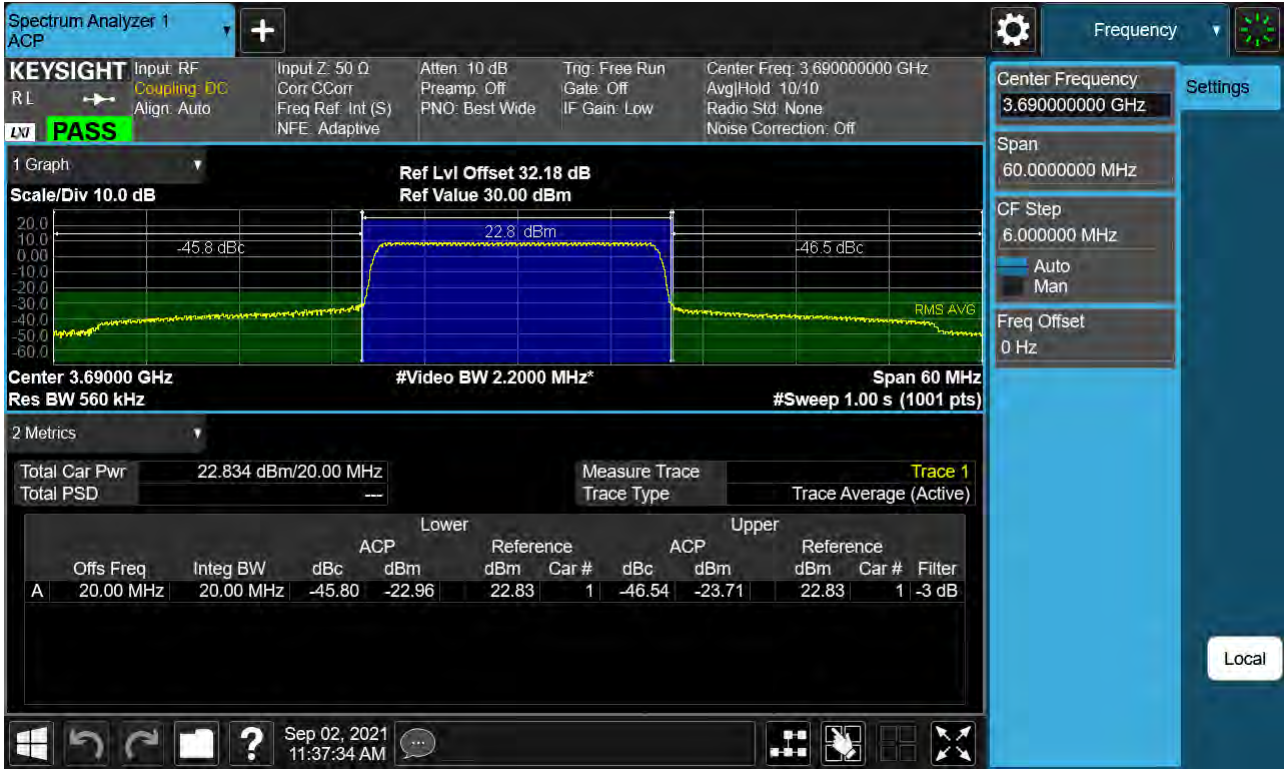 Spectrum Analyzer 1
ACP
Frequency
KEYSIGHT Input: RF Input Z: 50 Ω Atten: 10 dB Trig: Free Run Center Freq: 3.690000000 GHz
RL Coupling: DC Corr CCorr Preamp: Off Gate: Off Avg|Hold: 10/10
Align: Auto Freq Ref: Int (S) PNO: Best Wide IF Gain: Low Radio Std: None
LXI PASS NFE: Adaptive Noise Correction: Off
1 Graph
Scale/Div 10.0 dB
Ref Lvl Offset 32.18 dB
Ref Value 30.00 dBm
20.0
10.0
0.00
-10.0
-20.0
-30.0
-40.0
-50.0
-60.0
-45.8 dBc
22.8 dBm
-46.5 dBc
RMS AVG
Center 3.69000 GHz #Video BW 2.2000 MHz* Span 60 MHz
Res BW 560 kHz #Sweep 1.00 s (1001 pts)
2 Metrics
Total Car Pwr 22.834 dBm/20.00 MHz Measure Trace Trace 1
Total PSD --- Trace Type Trace Average (Active)
Lower Upper
ACP Reference ACP Reference
Offs Freq Integ BW dBc dBm dBm Car # dBc dBm dBm Car # Filter
A 20.00 MHz 20.00 MHz -45.80 -22.96 22.83 1 -46.54 -23.71 22.83 1 -3 dB
Center Frequency
3.690000000 GHz
Settings
Span
60.0000000 MHz
CF Step
6.000000 MHz
Auto
Man
Freq Offset
0 Hz
Local
?
Sep 02, 2021
11:37:34 AM